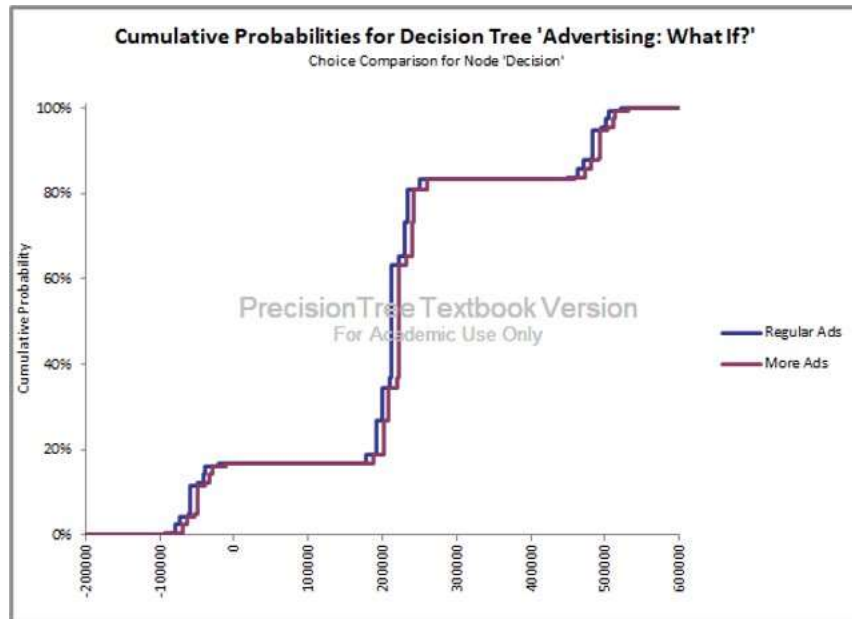 Cumulative Probabilities for Decision Tree 'Advertising: What If?'
Choice Comparison for Node 'Decision'
100%
80%
60%
40%
20%
0%
Cumulative Probability
PrecisionTree Textbook Version
For Academic Use Only
Regular Ads
More Ads
-200000
-100000
0
100000
200000
300000
400000
500000
600000